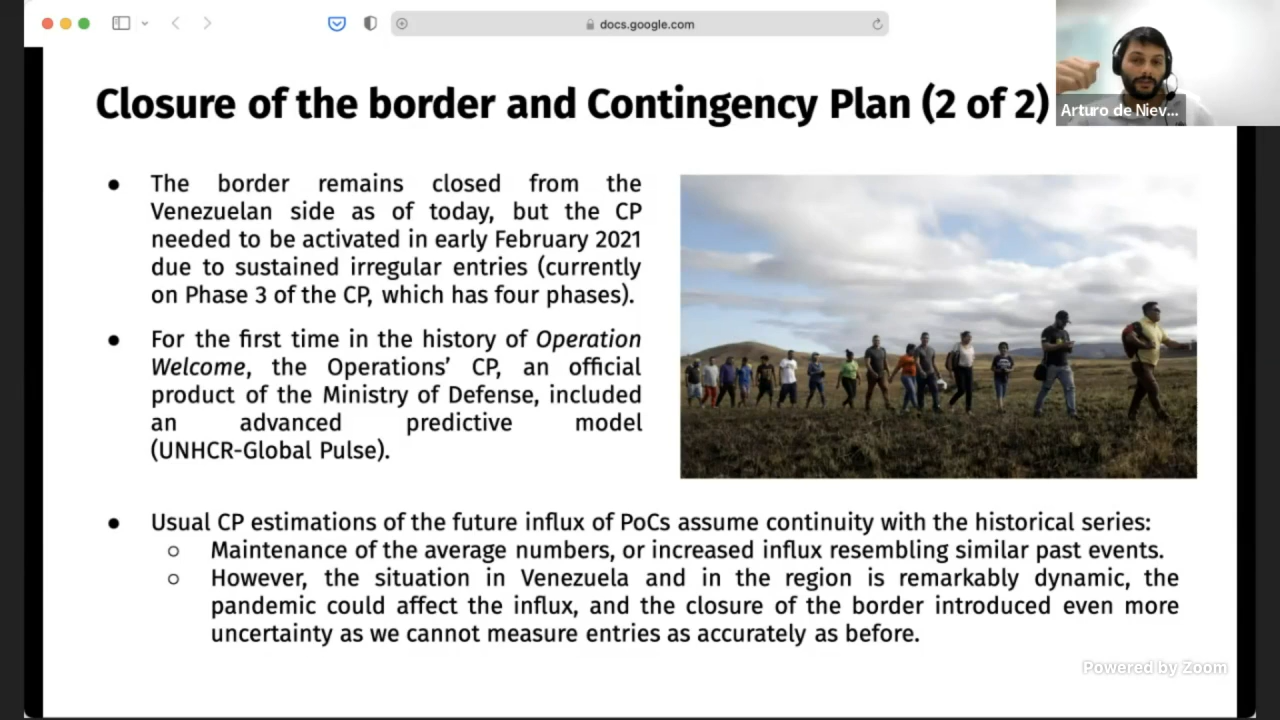 docs.google.com
Closure of the border and Contingency Plan (2 of 2)
Arturo de Niev...
● The border remains closed from the
Venezuelan side as of today, but the CP
needed to be activated in early February 2021
due to sustained irregular entries (currently
on Phase 3 of the CP, which has four phases).
● For the first time in the history of Operation
Welcome, the Operations’ CP, an official
product of the Ministry of Defense, included
an advanced predictive model
(UNHCR-Global Pulse).
● Usual CP estimations of the future influx of PoCs assume continuity with the historical series:
○ Maintenance of the average numbers, or increased influx resembling similar past events.
○ However, the situation in Venezuela and in the region is remarkably dynamic, the
pandemic could affect the influx, and the closure of the border introduced even more
uncertainty as we cannot measure entries as accurately as before.
Powered by Zoom